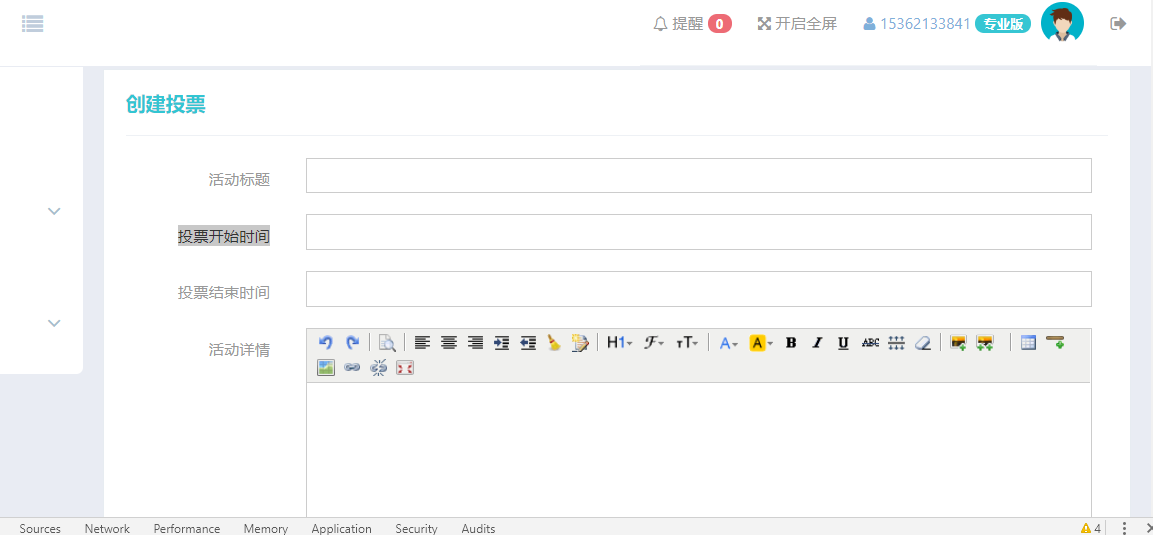 提醒 0 开启全屏 15362133841 专业版
创建投票
活动标题
投票开始时间
投票结束时间
活动详情
H1 F тT A A B I U ABC
Sources Network Performance Memory Application Security Audits 4